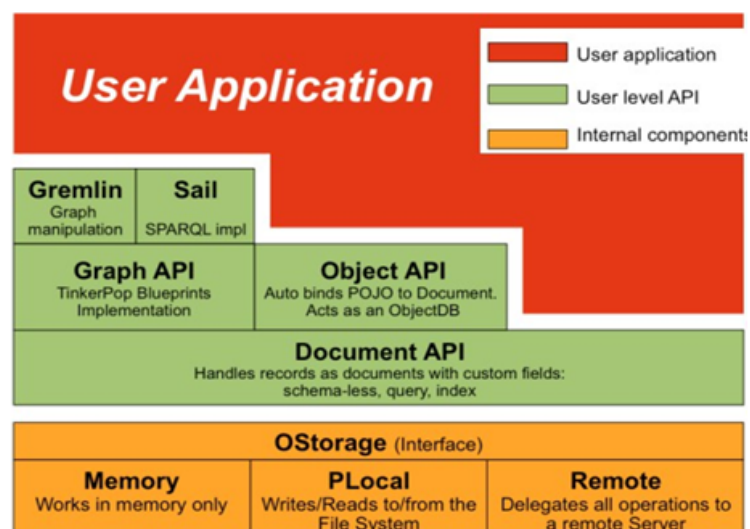 User Application
User application
User level API
Internal components
Gremlin
Graph
manipulation
Sail
SPARQL impl
Graph API
TinkerPop Blueprints
Implementation
Object API
Auto binds POJO to Document.
Acts as an ObjectDB
Document API
Handles records as documents with custom fields:
schema-less, query, index
OStorage (Interface)
Memory
Works in memory only
PLocal
Writes/Reads to/from the
File System
Remote
Delegates all operations to
a remote Server